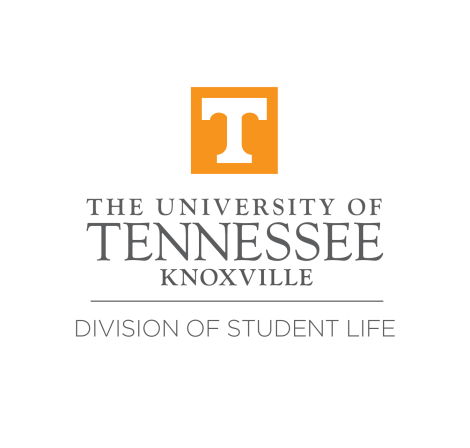 T
THE UNIVERSITY OF
TENNESSEE
KNOXVILLE
DIVISION OF STUDENT LIFE